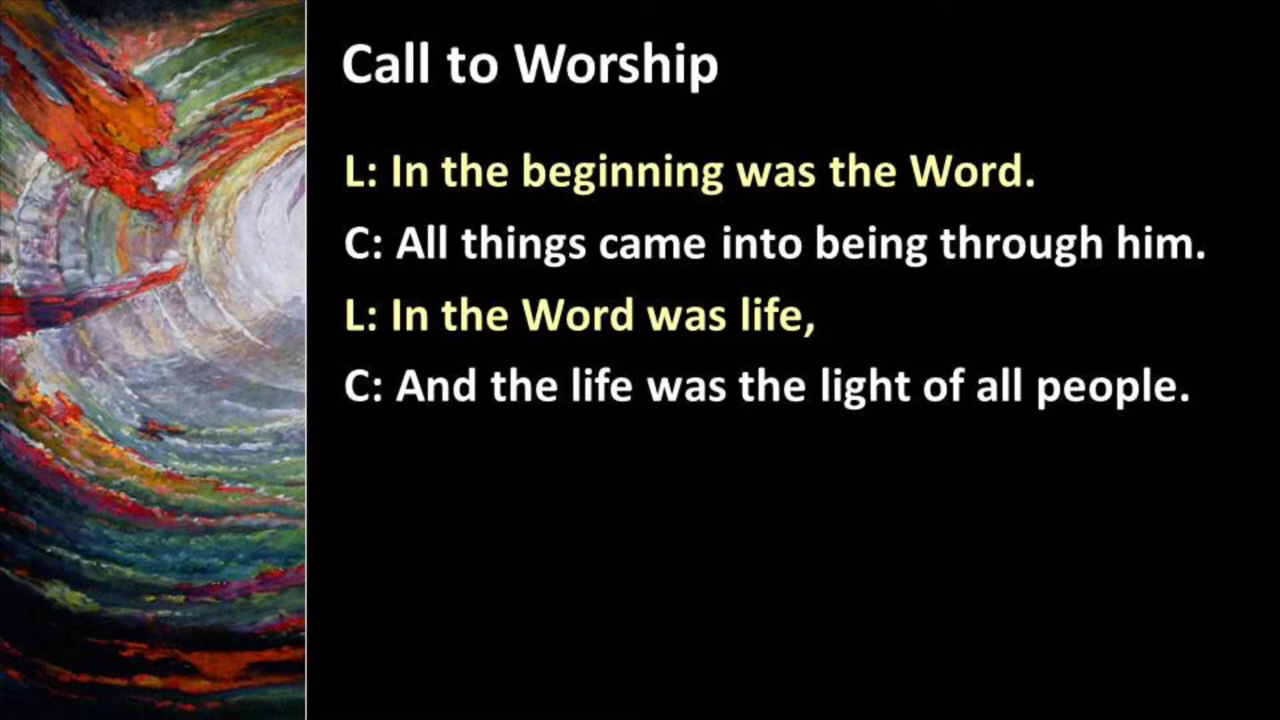 Call to Worship
L: In the beginning was the Word.
C: All things came into being through him.
L: In the Word was life,
C: And the life was the light of all people.